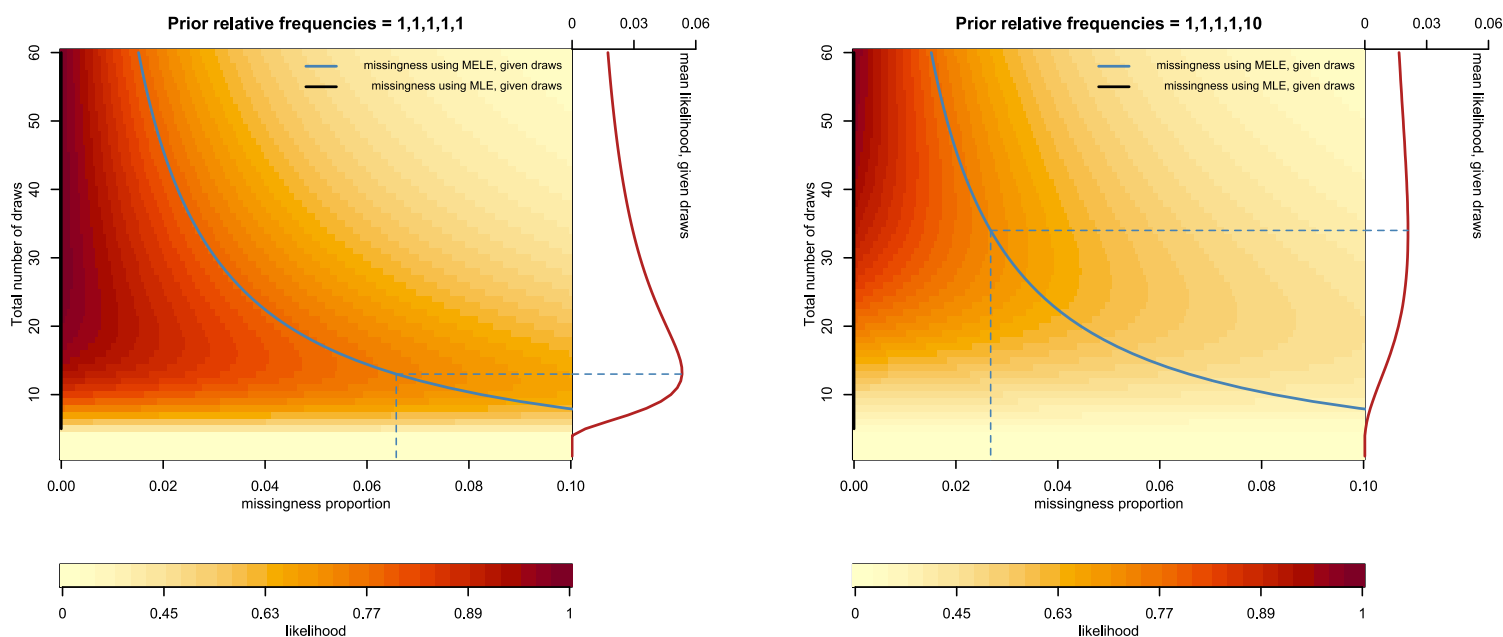 Prior relative frequencies = 1,1,1,1,1
0 0.03 0.06
missingness using MELE, given draws
missingness using MLE, given draws
mean likelihood, given draws
Total number of draws
60
50
40
30
20
10
0.00 0.02 0.04 0.06 0.08 0.10
missingness proportion
0 0.45 0.63 0.77 0.89 1
likelihood
Prior relative frequencies = 1,1,1,1,1,10
0 0.03 0.06
missingness using MELE, given draws
missingness using MLE, given draws
mean likelihood, given draws
Total number of draws
60
50
40
30
20
10
0.00 0.02 0.04 0.06 0.08 0.10
missingness proportion
0 0.45 0.63 0.77 0.89 1
likelihood